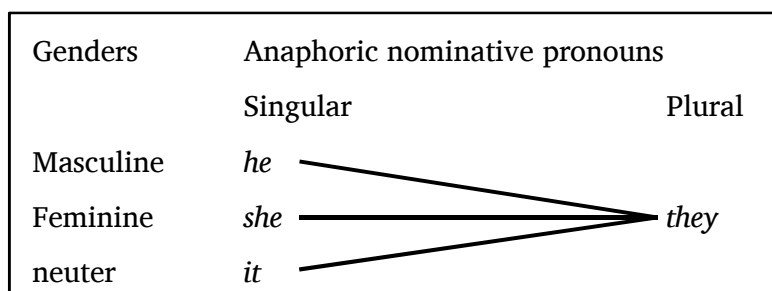 Genders Anaphoric nominative pronouns
Singular Plural
Masculine he
Feminine she they
neuter it